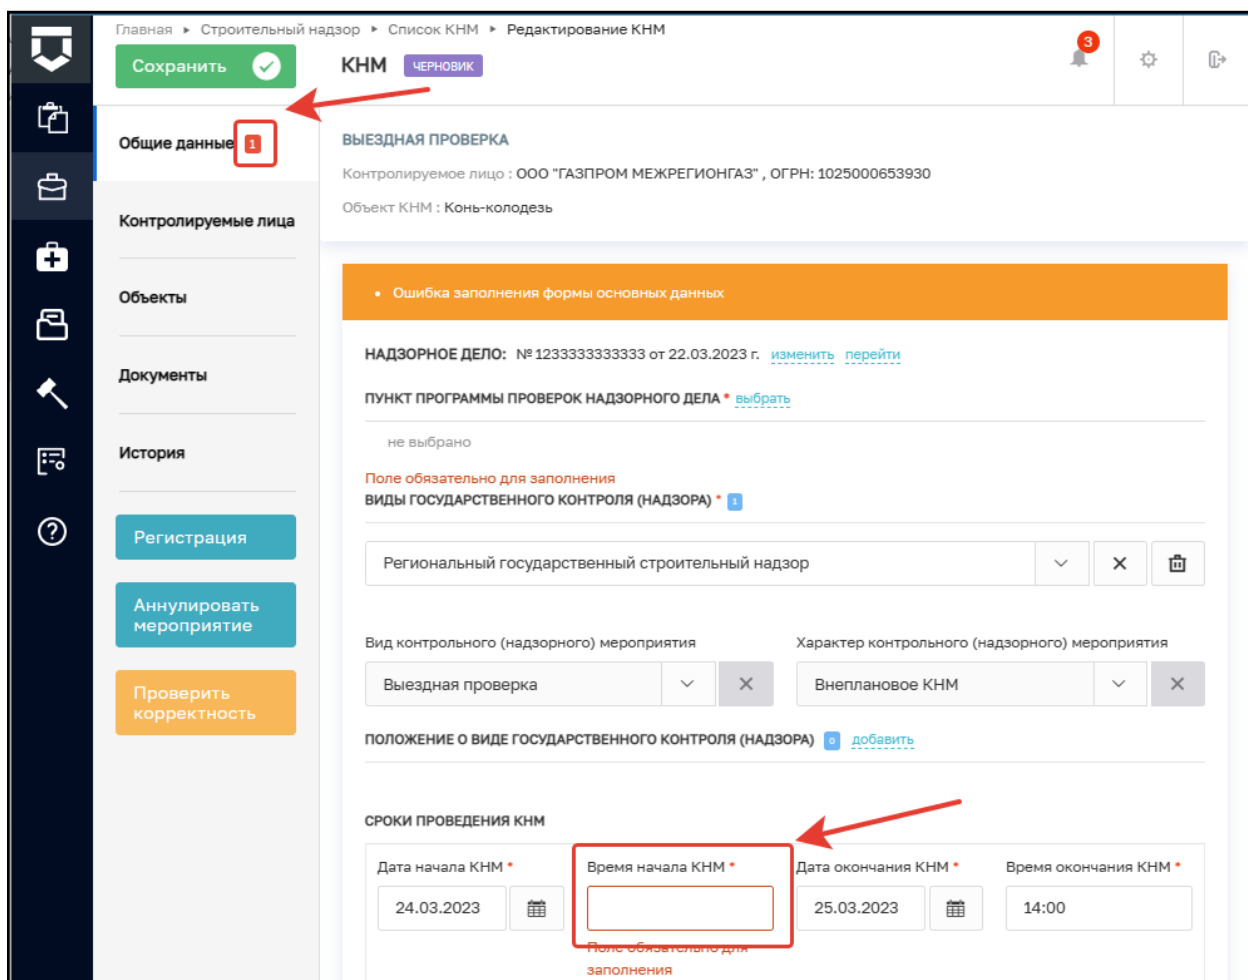 Главная ▸ Строительный надзор ▸ Список КНМ ▸ Редактирование КНМ
Сохранить
КНМ ЧЕРНОВИК
3
Общие данные 1
Контролируемые лица
Объекты
Документы
История
Регистрация
Аннулировать
мероприятие
Проверить
корректность
ВЫЕЗДНАЯ ПРОВЕРКА
Контролируемое лицо : ООО "ГАЗПРОМ МЕЖРЕГИОНГАЗ" , ОГРН: 1025000653930
Объект КНМ : Конь-колодезь
• Ошибка заполнения формы основных данных
НАДЗОРНОЕ ДЕЛО: № 1233333333333 от 22.03.2023 г. изменить перейти
ПУНКТ ПРОГРАММЫ ПРОВЕРОК НАДЗОРНОГО ДЕЛА * выбрать
не выбрано
Поле обязательно для заполнения
ВИДЫ ГОСУДАРСТВЕННОГО КОНТРОЛЯ (НАДЗОРА) * 1
Региональный государственный строительный надзор
Вид контрольного (надзорного) мероприятия
Характер контрольного (надзорного) мероприятия
Выездная проверка
Внеплановое КНМ
ПОЛОЖЕНИЕ О ВИДЕ ГОСУДАРСТВЕННОГО КОНТРОЛЯ (НАДЗОРА) 0 добавить
СРОКИ ПРОВЕДЕНИЯ КНМ
Дата начала КНМ * Время начала КНМ * Дата окончания КНМ * Время окончания КНМ *
24.03.2023 25.03.2023 14:00
Поле обязательно для
заполнения